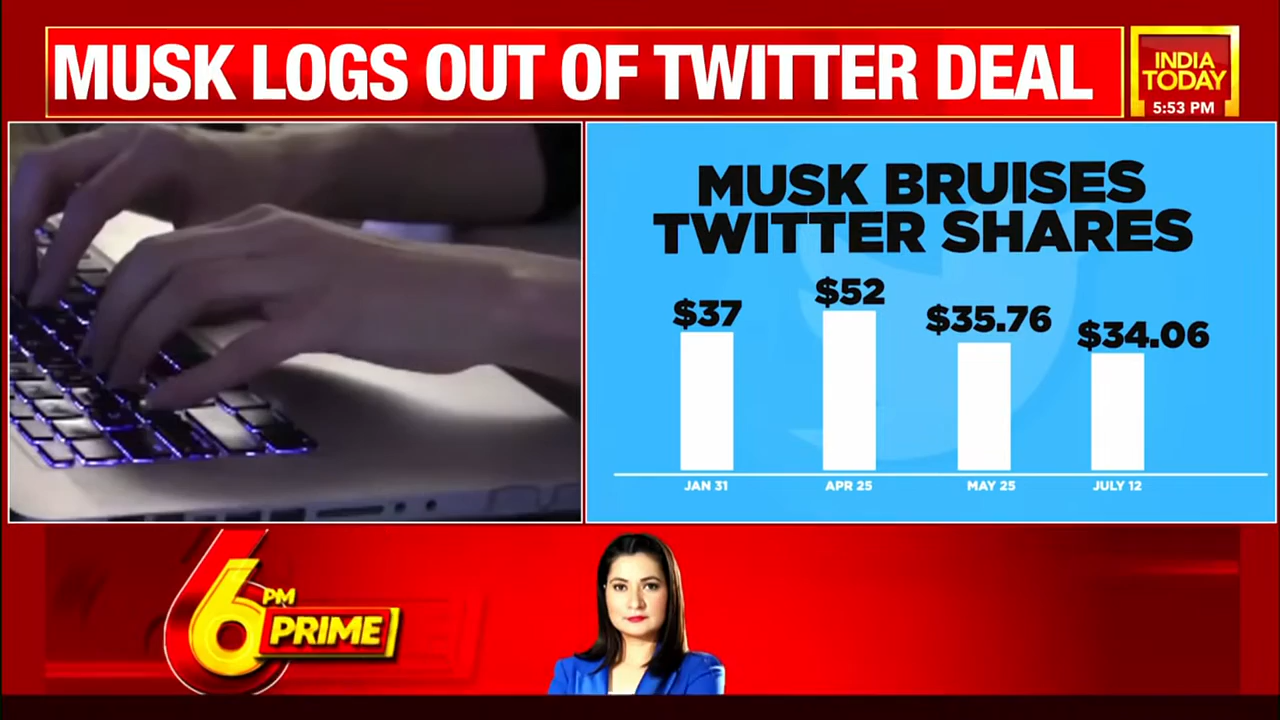 MUSK LOGS OUT OF TWITTER DEAL
INDIA
TODAY
5:53 PM
MUSK BRUISES
TWITTER SHARES
$37
$52
$35.76
$34.06
JAN 31
APR 25
MAY 25
JULY 12
6
PM
PRIME